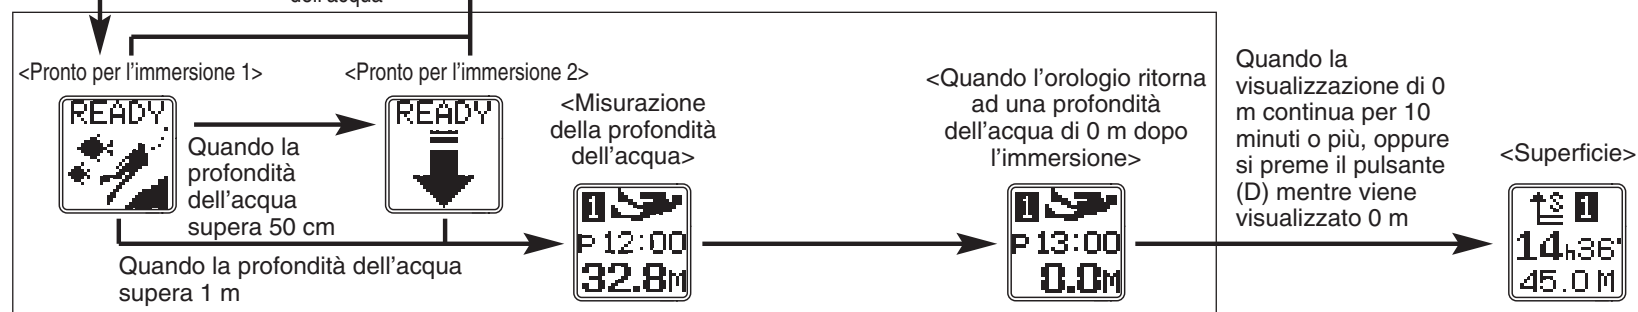 dell'acqua
<Pronto per l'immersione 1>
READY
Quando la
profondità
dell'acqua
supera 50 cm
<Pronto per l'immersione 2>
READY
Quando la profondità dell'acqua
supera 1 m
<Misurazione
della profondità
dell'acqua>
1
P 12:00
32.8M
<Quando l'orologio ritorna
ad una profondità
dell'acqua di 0 m dopo
l'immersione>
1
P 13:00
0.0M
Quando la
visualizzazione di 0
m continua per 10
minuti o più, oppure
si preme il pulsante
(D) mentre viene
visualizzato 0 m
<Superficie>
S 1
14h36'
45.0 M